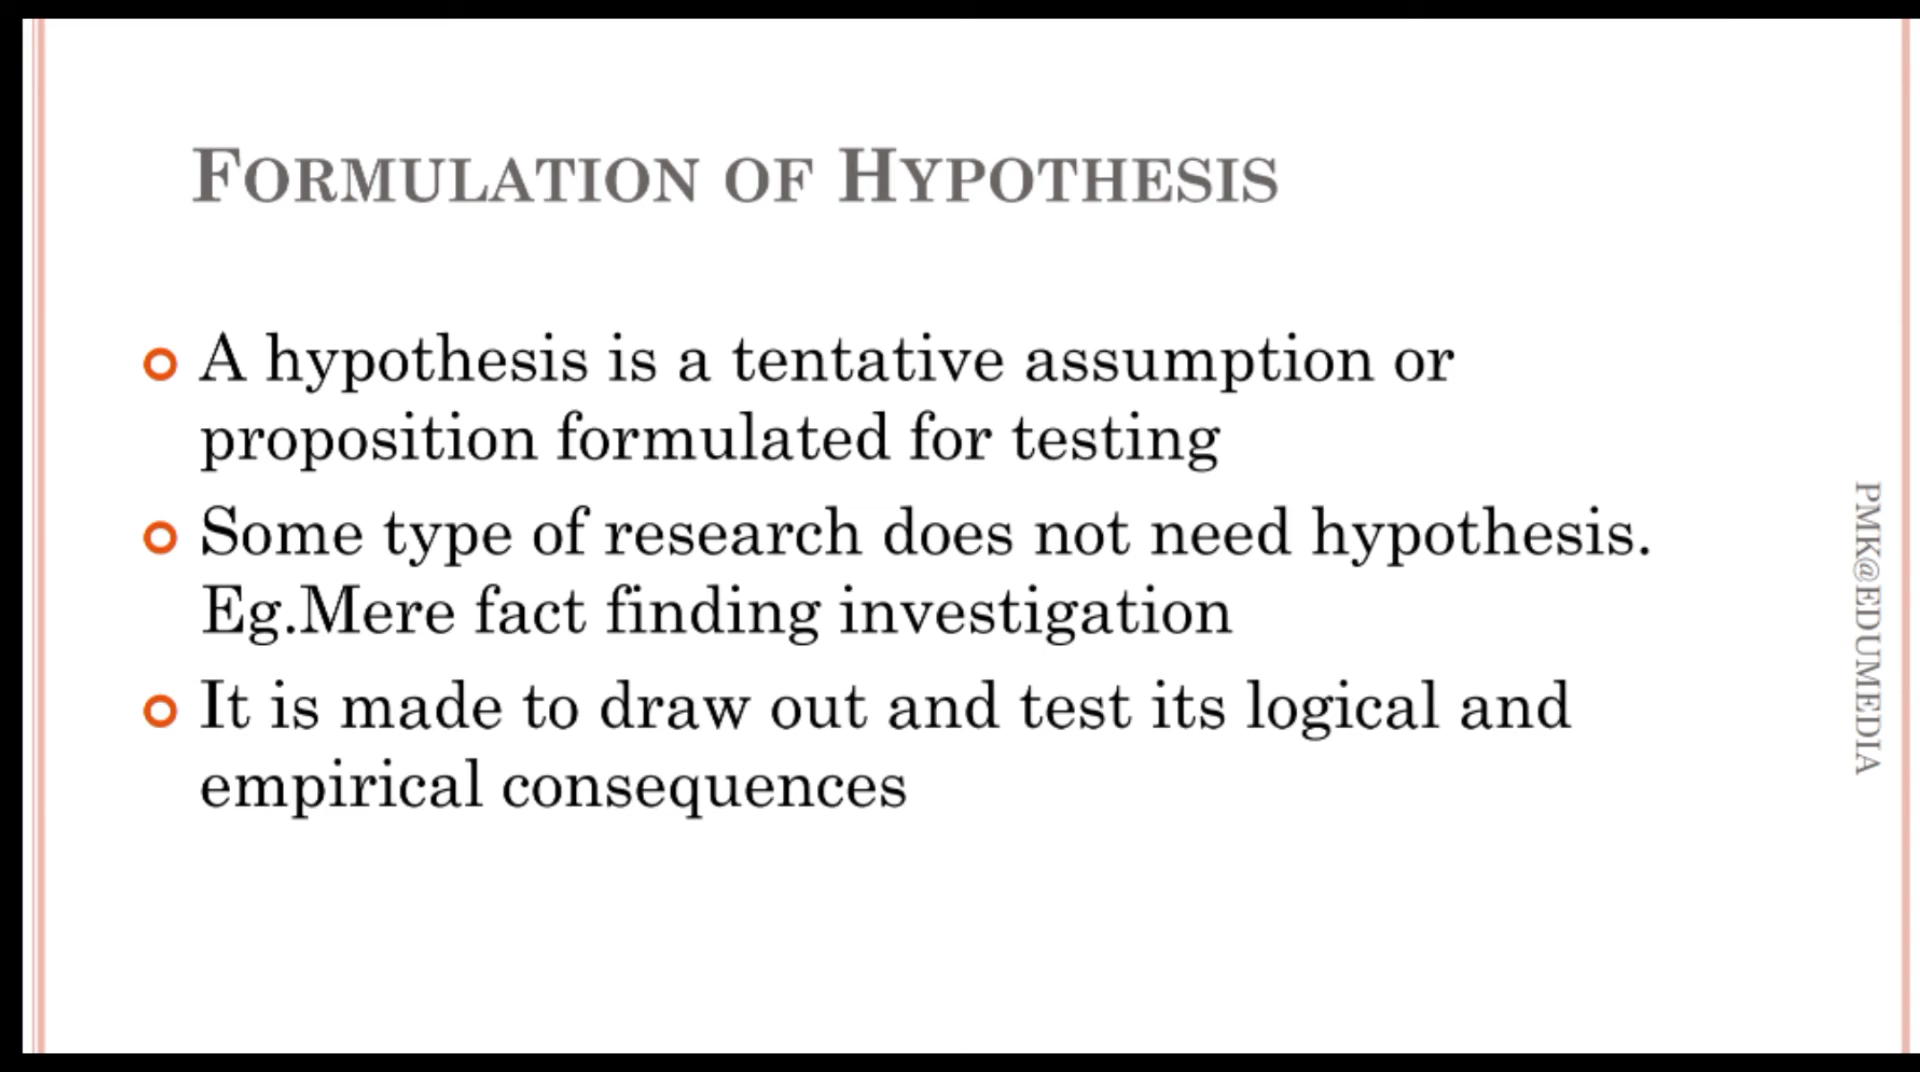 FORMULATION OF HYPOTHESIS
A hypothesis is a tentative assumption or
proposition formulated for testing
Some type of research does not need hypothesis.
Eg.Mere fact finding investigation
It is made to draw out and test its logical and
empirical consequences
PMK@EDUMEDIA